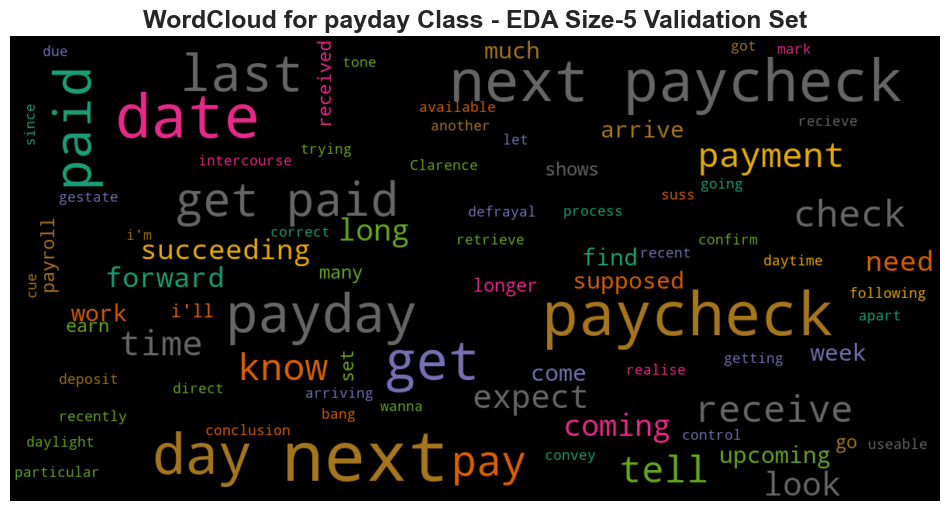 WordCloud for payday Class - EDA Size-5 Validation Set
due
paid
last
received
tone
much
got
mark
next paycheck
date
since
available
another
let
arrive
recieve
intercourse
trying
Clarence
shows
payment
going
gestate
get paid
suss
defrayal
process
check
i'm
correct
long
payroll
succeeding
retrieve
find
recent
confirm
daytime
need
cue
forward
many
longer
supposed
following
work
i'll
payday
paycheck
apart
earn
time
know
set
get
come
realise
getting
week
deposit
direct
arriving
wanna
expect
receive
recently
bang
conclusion
coming
control
daylight
day
next
pay
go
useable
particular
convey
tell
upcoming
look